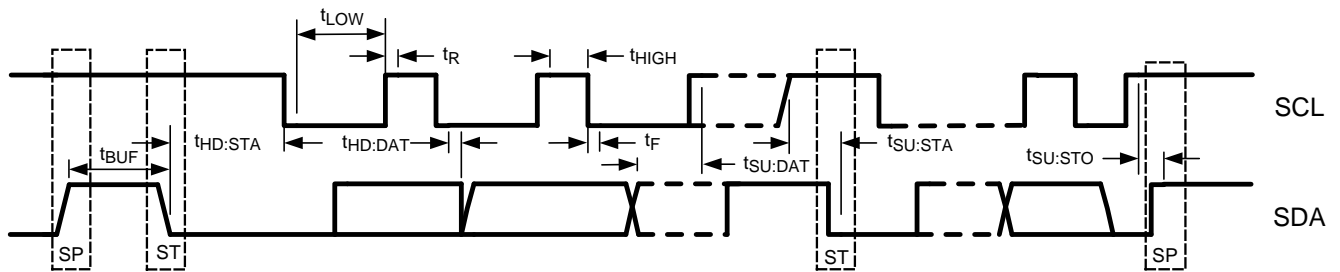 tLOW
tR
tHIGH
SCL
tHD:STA
tHD:DAT
tF
tSU:DAT
tSU:STA
tSU:STO
tBUF
SDA
SP
ST
ST
SP